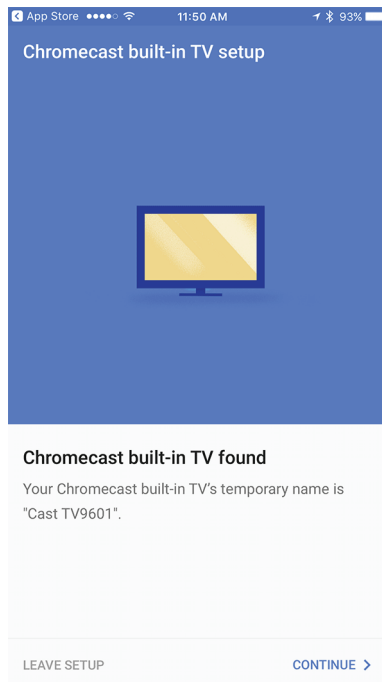 App Store 11:50 AM 93%
Chromecast built-in TV setup
Chromecast built-in TV found
Your Chromecast built-in TV's temporary name is
"Cast TV9601".
LEAVE SETUP CONTINUE